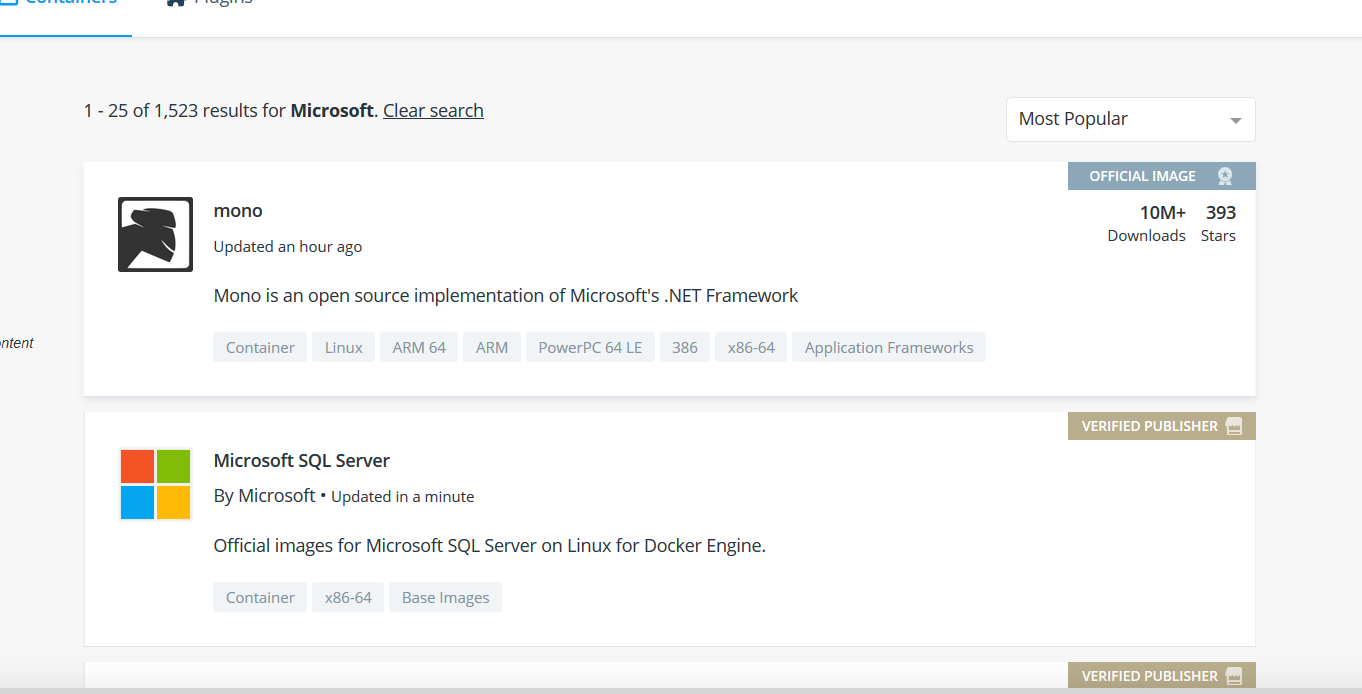 Containers Plugins
1 - 25 of 1,523 results for Microsoft. Clear search
Most Popular
OFFICIAL IMAGE
mono
10M+ 393
Downloads Stars
Updated an hour ago
Mono is an open source implementation of Microsoft's .NET Framework
ntent
Container Linux ARM 64 ARM PowerPC 64 LE 386 x86-64 Application Frameworks
VERIFIED PUBLISHER
Microsoft SQL Server
By Microsoft • Updated in a minute
Official images for Microsoft SQL Server on Linux for Docker Engine.
Container x86-64 Base Images
VERIFIED PUBLISHER